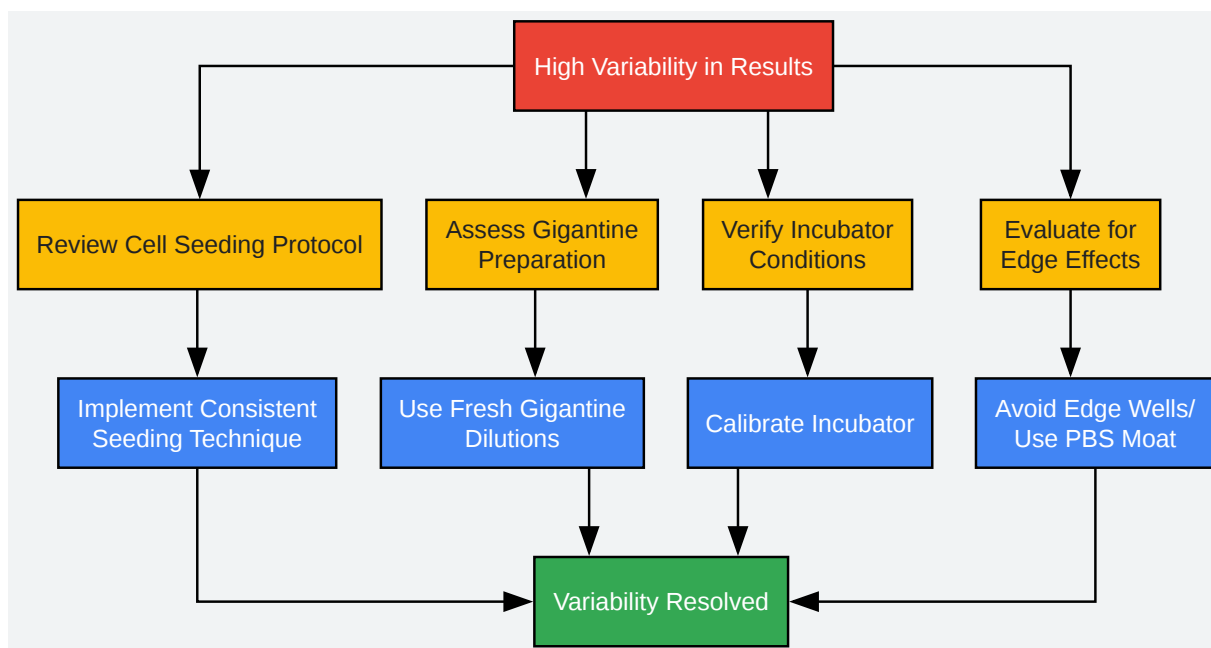 High Variability in Results
Review Cell Seeding Protocol
Assess Gigantine
Preparation
Verify Incubator
Conditions
Evaluate for
Edge Effects
Implement Consistent
Seeding Technique
Use Fresh Gigantine
Dilutions
Calibrate Incubator
Avoid Edge Wells/
Use PBS Moat
Variability Resolved